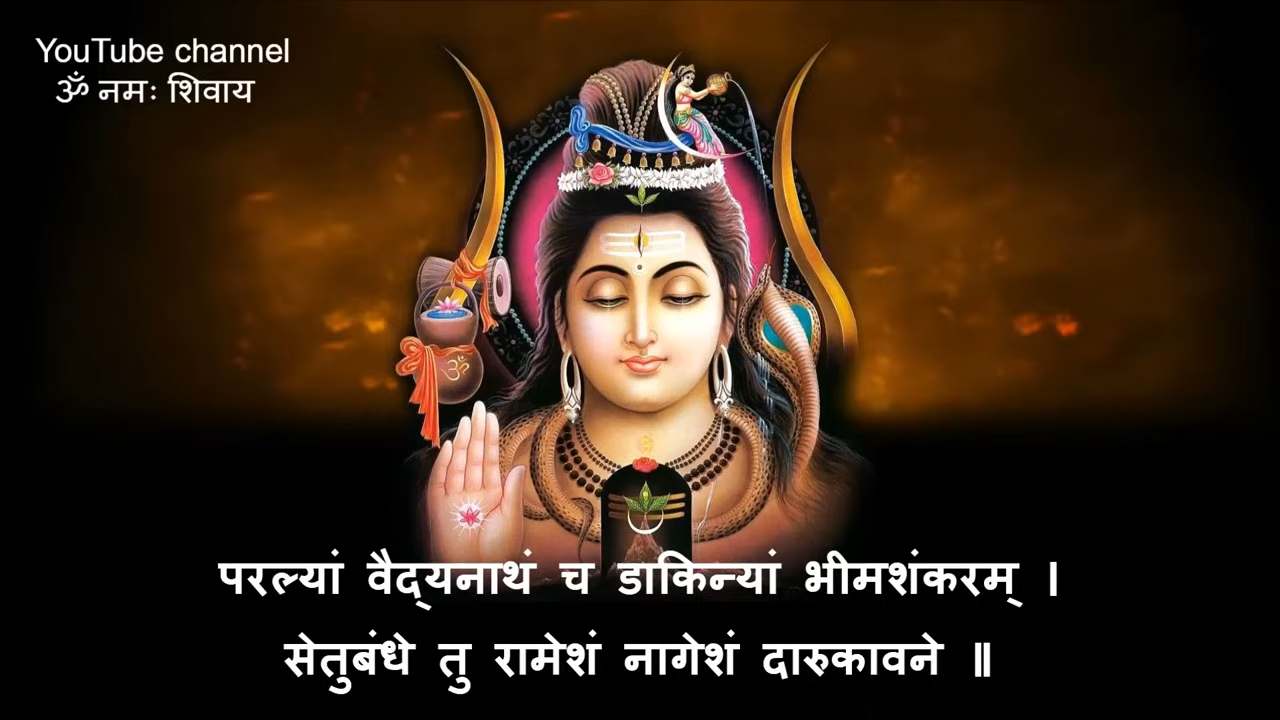 YouTube channel
ॐ नमः शिवाय
ॐ
परल्यां वैद्यनाथं च डाकिन्यां भीमशंकरम् ।
सेतुबंधे तु रामेशं नागेशं दारुकावने ॥